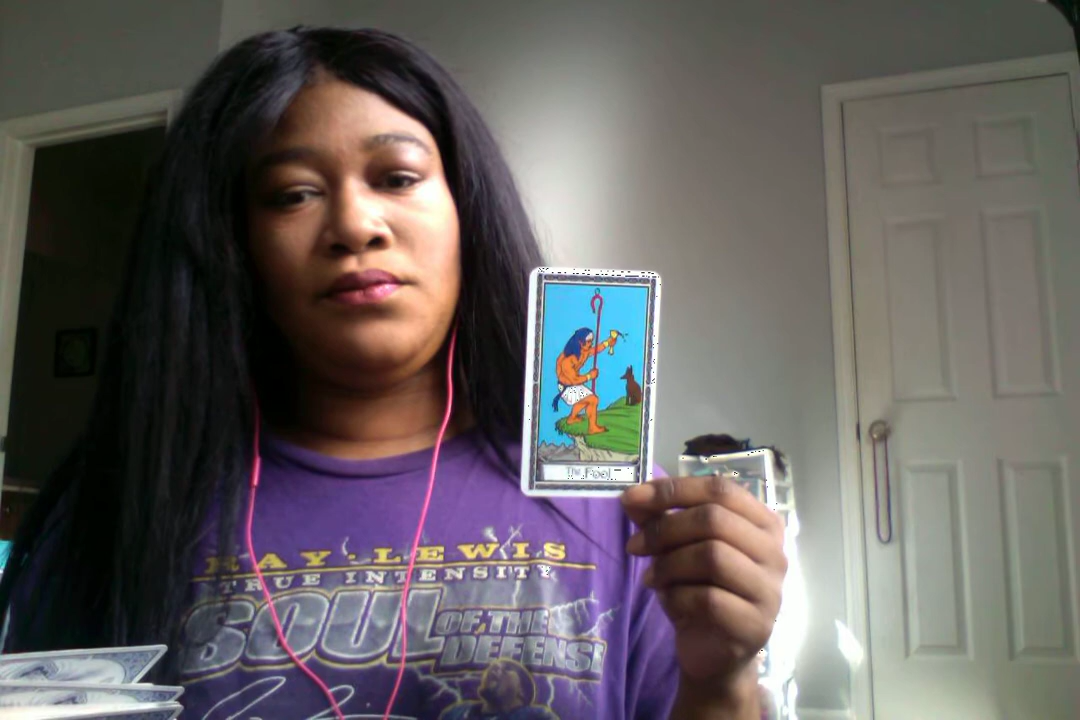 The Fool
RAY·LEWIS
TRUE INTENSITY
SOUL
OF THE
DEFENSE